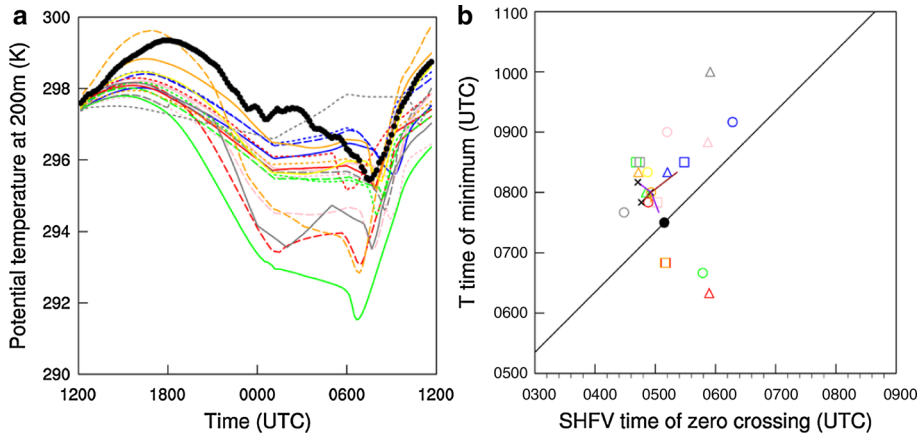 a
300
298
296
294
292
290
Potential temperature at 200m (K)
1200 1800 0000 0600 1200
Time (UTC)
b
1100
1000
0900
0800
0700
0600
0500
T time of minimum (UTC)
0300 0400 0500 0600 0700 0800 0900
SHFV time of zero crossing (UTC)